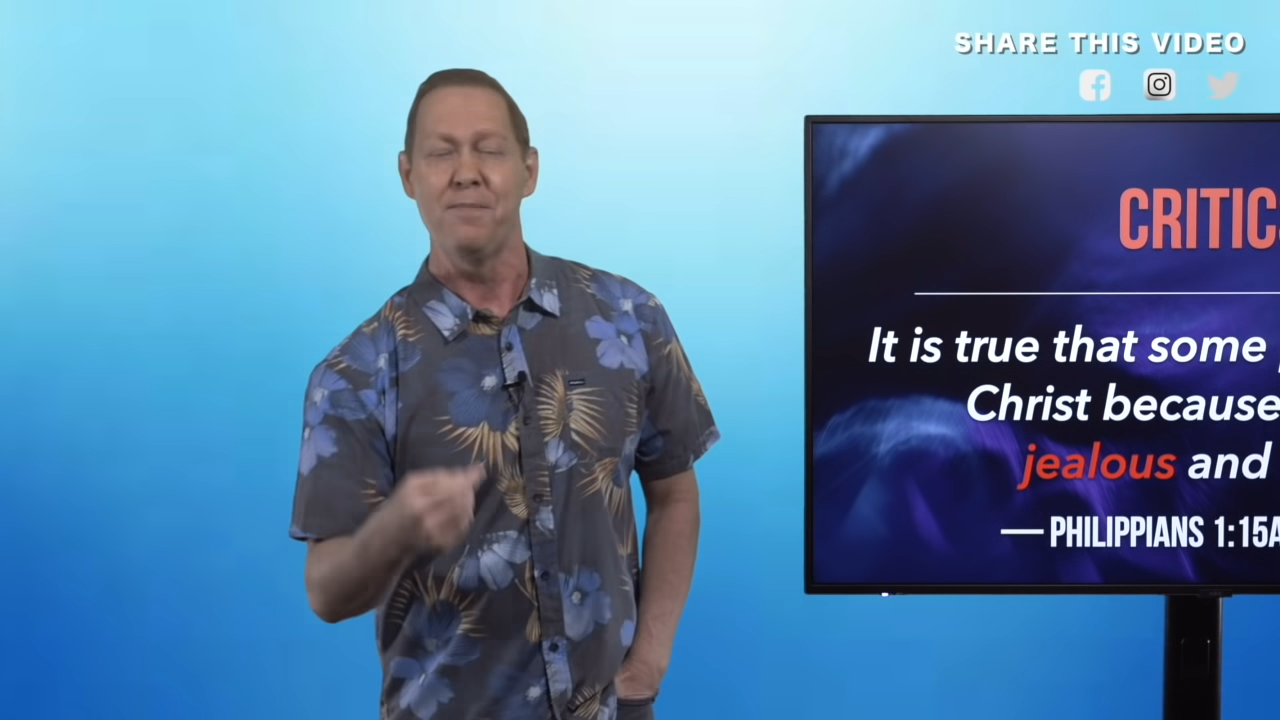 SHARE THIS VIDEO
CRITIC
It is true that some
Christ because
jealous and
— PHILIPPIANS 1:15A